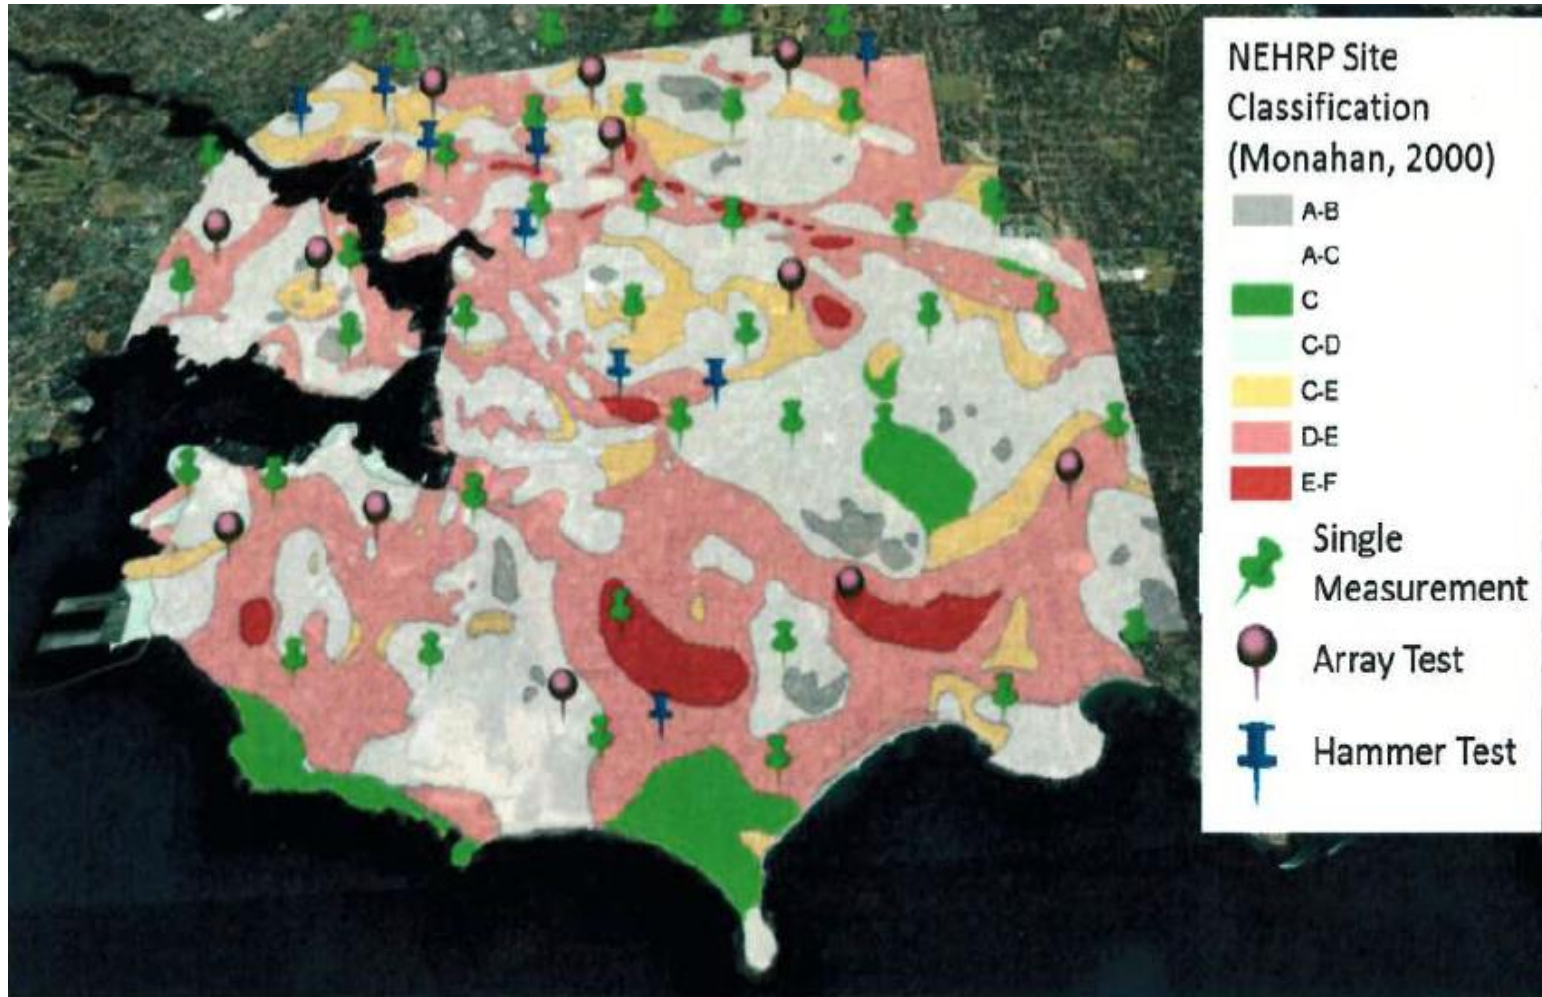 NEHRP Site
Classification
(Monahan, 2000)
A-B
A-C
C
C-D
C-E
D-E
E-F
Single
Measurement
Array Test
Hammer Test